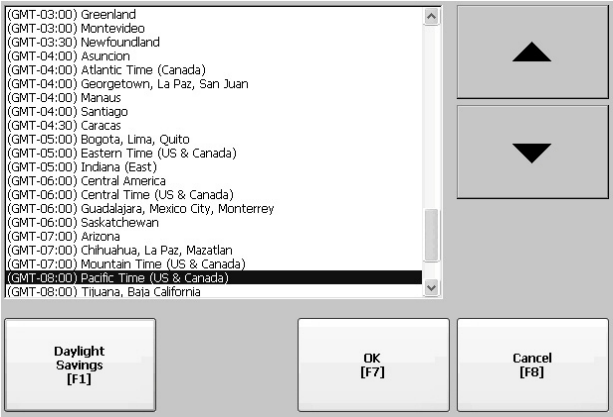 (GMT-03:00) Greenland
(GMT-03:00) Montevideo
(GMT-03:30) Newfoundland
(GMT-04:00) Asuncion
(GMT-04:00) Atlantic Time (Canada)
(GMT-04:00) Georgetown, La Paz, San Juan
(GMT-04:00) Manaus
(GMT-04:00) Santiago
(GMT-04:30) Caracas
(GMT-05:00) Bogota, Lima, Quito
(GMT-05:00) Eastern Time (US & Canada)
(GMT-05:00) Indiana (East)
(GMT-06:00) Central America
(GMT-06:00) Central Time (US & Canada)
(GMT-06:00) Guadalajara, Mexico City, Monterrey
(GMT-06:00) Saskatchewan
(GMT-07:00) Arizona
(GMT-07:00) Chihuahua, La Paz, Mazatlan
(GMT-07:00) Mountain Time (US & Canada)
(GMT-08:00) Pacific Time (US & Canada)
(GMT-08:00) Tijuana, Baja California
Daylight
Savings
[F1]
OK
[F7]
Cancel
[F8]